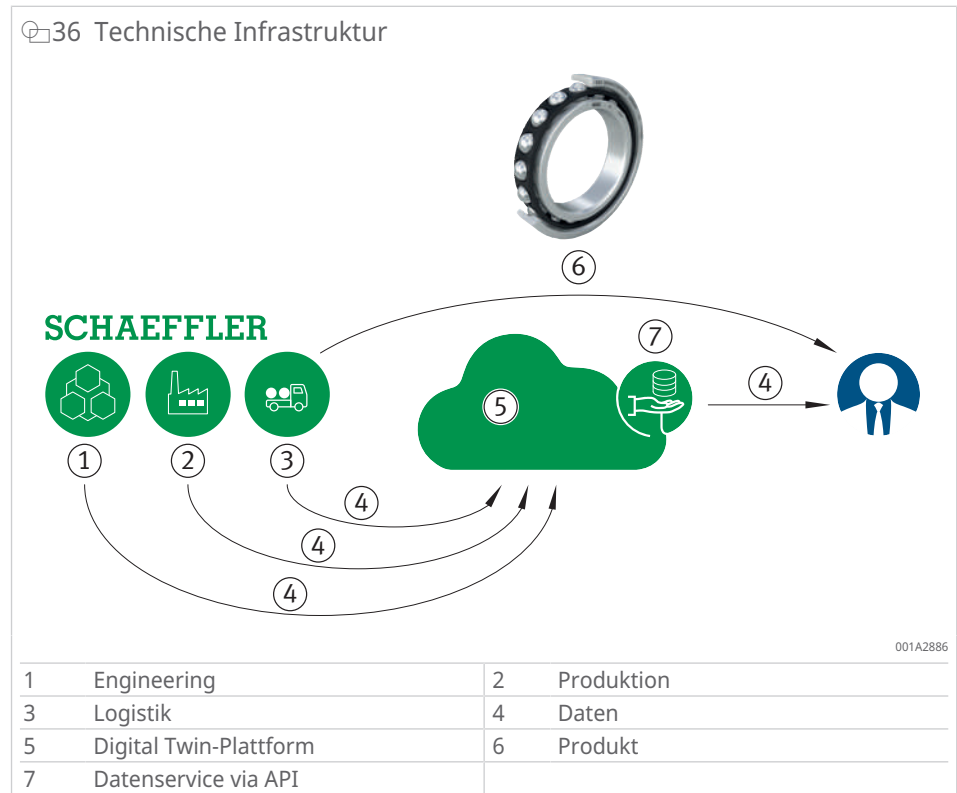 36 Technische Infrastruktur
6
SCHAEFFLER
7
4
5
1
2
3
4
4
4
001A2886
1 Engineering 2 Produktion
3 Logistik 4 Daten
5 Digital Twin-Plattform 6 Produkt
7 Datenservice via API